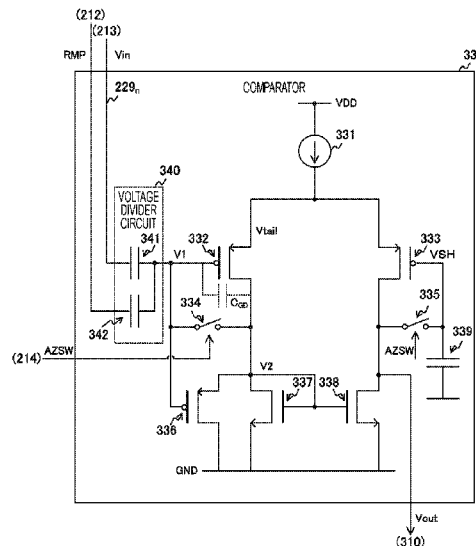 (212)
(213)
RMP
Vin
33
229n
COMPARATOR
VDD
331
340
VOLTAGE
DIVIDER
CIRCUIT
341
V1
332
Vtail
333
VSH
CGD
342
334
335
339
AZSW
(214)
AZSW
V2
337
338
336
GND
Vout
(310)